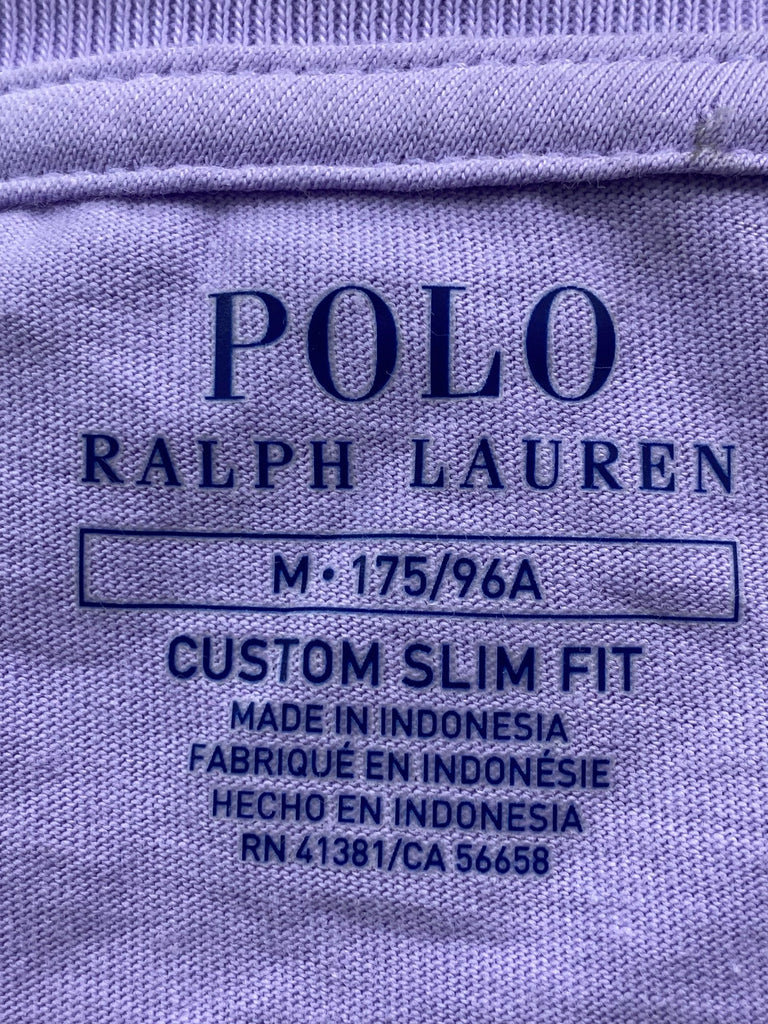 POLO
RALPH LAUREN
M • 175/96A
CUSTOM SLIM FIT
MADE IN INDONESIA
FABRIQUÉ EN INDONÉSIE
HECHO EN INDONESIA
RN 41381/CA 56658